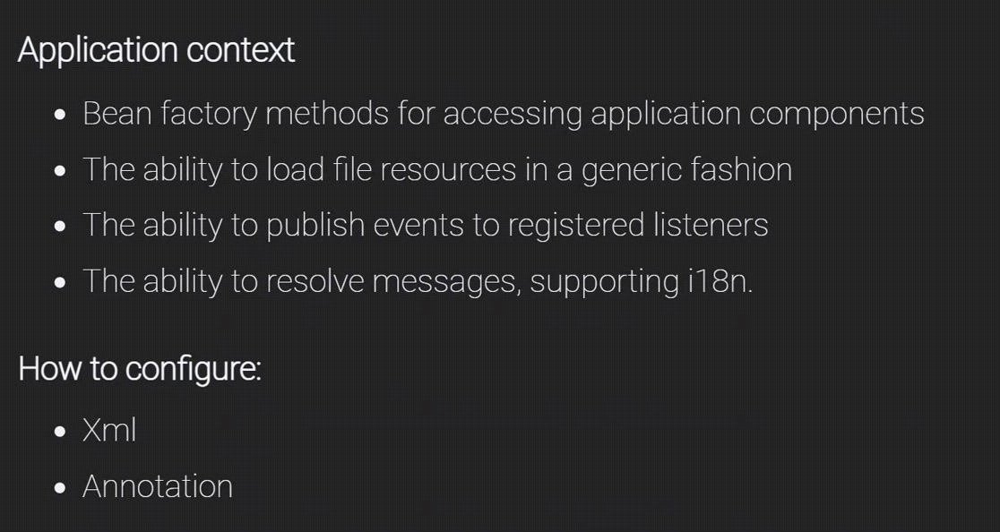 Application context
• Bean factory methods for accessing application components
• The ability to load file resources in a generic fashion
• The ability to publish events to registered listeners
• The ability to resolve messages, supporting i18n.
How to configure:
• Xml
• Annotation